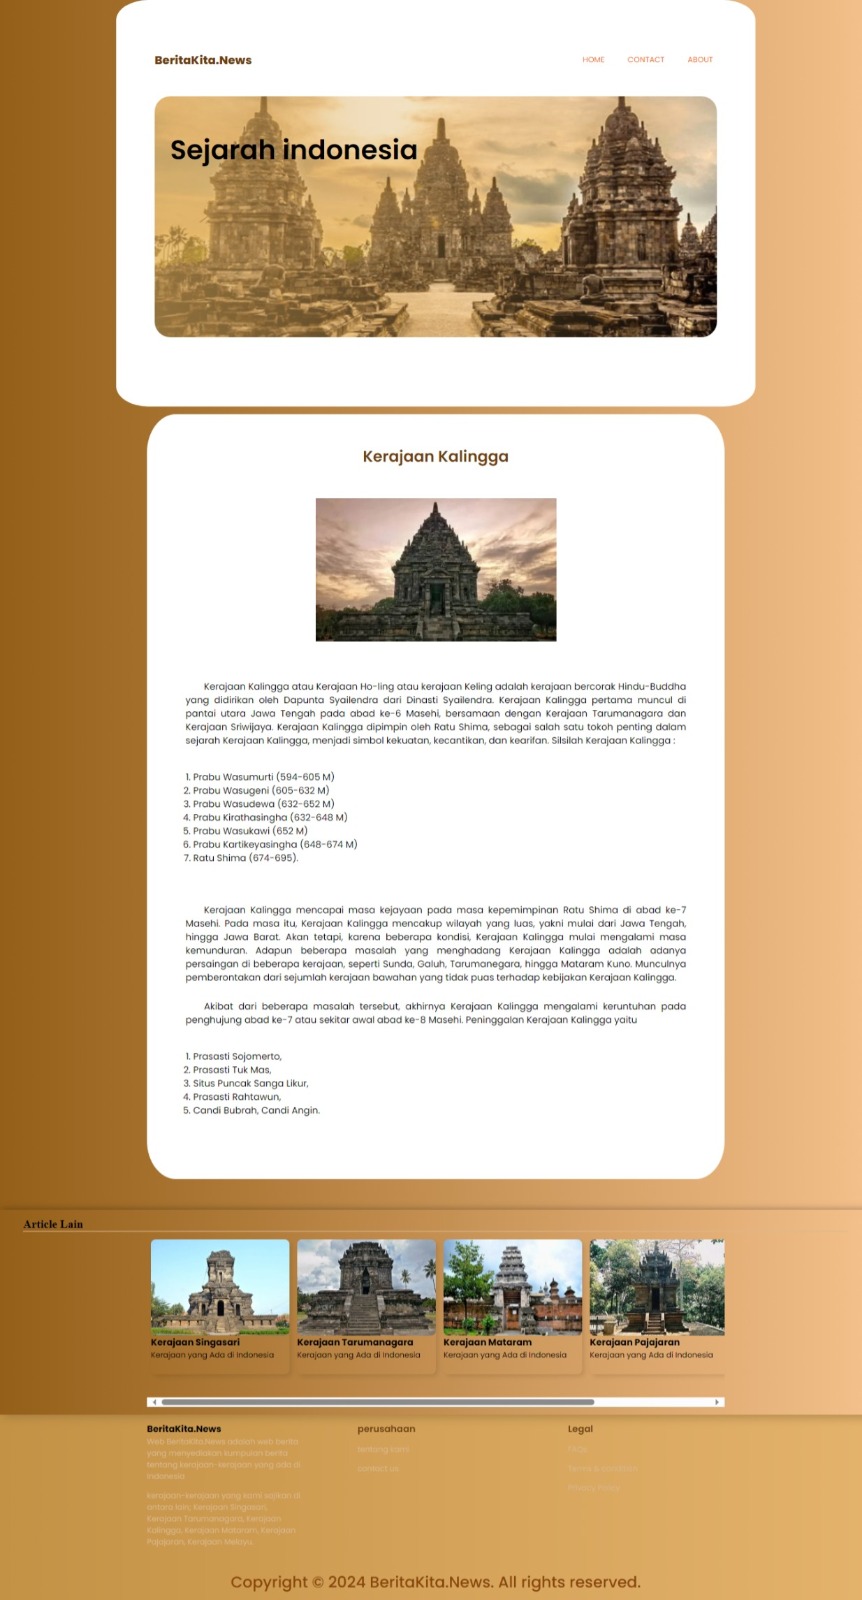 BeritaKita.News
HOME CONTACT ABOUT
Sejarah indonesia
Kerajaan Kalingga
Kerajaan Kalingga atau Kerajaan Ho-ling atau kerajaan Keling adalah kerajaan bercorak Hindu-Buddha
yang didirikan oleh Dapunta Syailendra dari Dinasti Syailendra. Kerajaan Kalingga pertama muncul di
pantai utara Jawa Tengah pada abad ke-6 Masehi, bersamaan dengan Kerajaan Tarumanagara dan
Kerajaan Sriwijaya. Kerajaan Kalingga dipimpin oleh Ratu Shima, sebagai salah satu tokoh penting dalam
sejarah Kerajaan Kalingga, menjadi simbol kekuatan, kecantikan, dan kearifan. Silsilah Kerajaan Kalingga :
1. Prabu Wasumurti (594-605 M)
2. Prabu Wasugeni (605-632 M)
3. Prabu Wasudewa (632-652 M)
4. Prabu Kirathasingha (632-648 M)
5. Prabu Wasukawi (652 M)
6. Prabu Kartikeyasingha (648-674 M)
7. Ratu Shima (674-695).
Kerajaan Kalingga mencapai masa kejayaan pada masa kepemimpinan Ratu Shima di abad ke-7
Masehi. Pada masa itu, Kerajaan Kalingga mencakup wilayah yang luas, yakni mulai dari Jawa Tengah,
hingga Jawa Barat. Akan tetapi, karena beberapa kondisi, Kerajaan Kalingga mulai mengalami masa
kemunduran. Adapun beberapa masalah yang menghadang Kerajaan Kalingga adalah adanya
persaingan di beberapa kerajaan, seperti Sunda, Galuh, Tarumanegara, hingga Mataram Kuno. Munculnya
pemberontakan dari sejumlah kerajaan bawahan yang tidak puas terhadap kebijakan Kerajaan Kalingga.
Akibat dari beberapa masalah tersebut, akhirnya Kerajaan Kalingga mengalami keruntuhan pada
penghujung abad ke-7 atau sekitar awal abad ke-8 Masehi. Peninggalan Kerajaan Kalingga yaitu
1. Prasasti Sojomerto,
2. Prasasti Tuk Mas,
3. Situs Puncak Sanga Likur,
4. Prasasti Rahtawun,
5. Candi Bubrah, Candi Angin.
Article Lain
Kerajaan Singasari
Kerajaan yang Ada di Indonesia
Kerajaan Tarumanagara
Kerajaan yang Ada di Indonesia
Kerajaan Mataram
Kerajaan yang Ada di Indonesia
Kerajaan Pajajaran
Kerajaan yang Ada di Indonesia
BeritaKita.News
Web BeritaKita.News adalah web berita
yang menyediakan kumpulan berita
tentang kerajaan-kerajaan yang ada di
Indonesia
kerajaan-kerajaan yang kami sajikan di
antara lain, Kerajaan Singasari,
Kerajaan Tarumanagara, Kerajaan
Kalingga, Kerajaan Mataram, Kerajaan
Pajajaran, Kerajaan Melayu.
perusahaan
tentang kami
contact us
Legal
FAQs
Privacy Policy
Copyright © 2024 BeritaKita.News. All rights reserved.